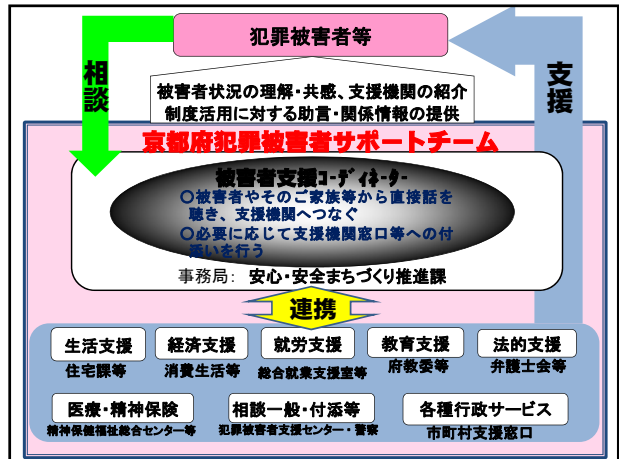 犯罪被害者等
相談
支援
被害者状況の理解・共感、支援機関の紹介
制度活用に対する助言・関係情報の提供
京都府犯罪被害者サポートチーム
被害者支援ｺｰﾃﾞｨﾈｰﾀｰ
○被害者やそのご家族等から直接話を
聴き、支援機関へつなぐ
○必要に応じて支援機関窓口等への付
添いを行う
事務局： 安心・安全まちづくり推進課
連携
生活支援
住宅課等
経済支援
消費生活等
就労支援
総合就業支援室等
教育支援
府教委等
法的支援
弁護士会等
医療・精神保険
精神保健福祉総合センター等
相談一般・付添等
犯罪被害者支援センター・警察
各種行政サービス
市町村支援窓口